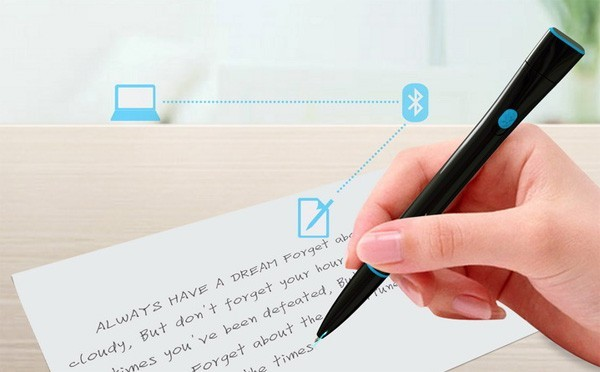 ALWAYS HAVE A DREAM Forget abo
cloudy, But don't forget your hour
times you've been defeated, Bu
Forget about the
the times